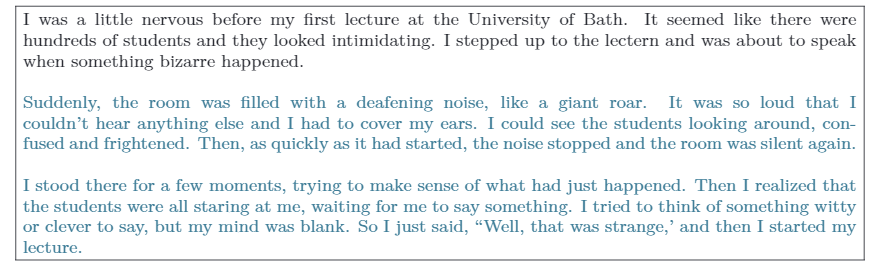 I was a little nervous before my first lecture at the University of Bath. It seemed like there were
hundreds of students and they looked intimidating. I stepped up to the lectern and was about to speak
when something bizarre happened.
Suddenly, the room was filled with a deafening noise, like a giant roar. It was so loud that I
couldn't hear anything else and I had to cover my ears. I could see the students looking around, con-
fused and frightened. Then, as quickly as it had started, the noise stopped and the room was silent again.
I stood there for a few moments, trying to make sense of what had just happened. Then I realized that
the students were all staring at me, waiting for me to say something. I tried to think of something witty
or clever to say, but my mind was blank. So I just said, “Well, that was strange,’ and then I started my
lecture.